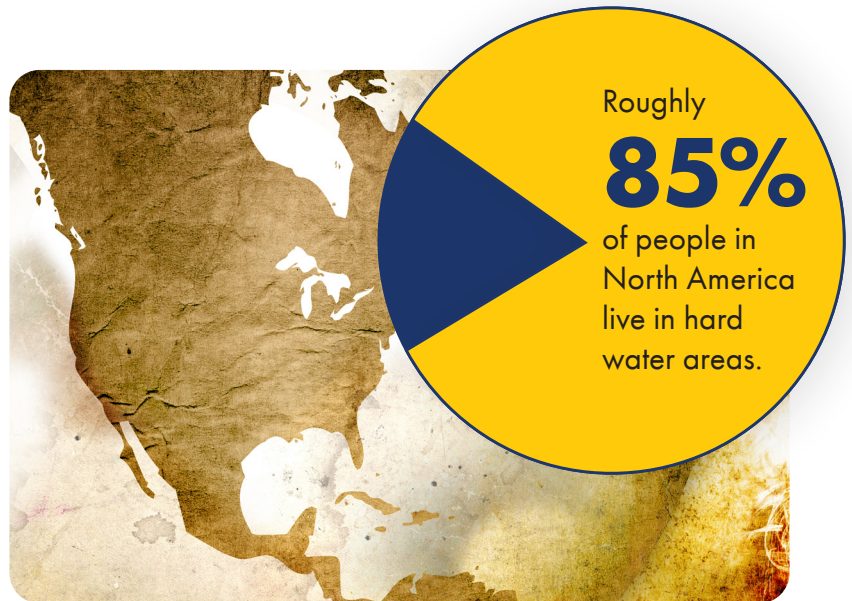 Roughly
85%
of people in
North America
live in hard
water areas.